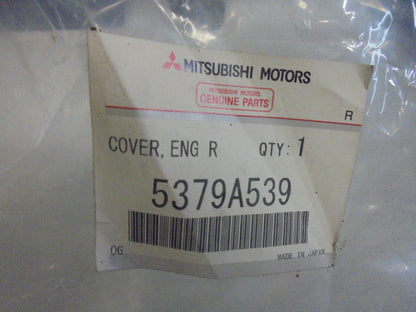 MITSUBISHI MOTORS
MITSUBISHI MOTORS
GENUINE PARTS
R
COVER, ENG R QTY: 1
5379A539
OG
MADE IN JAPAN